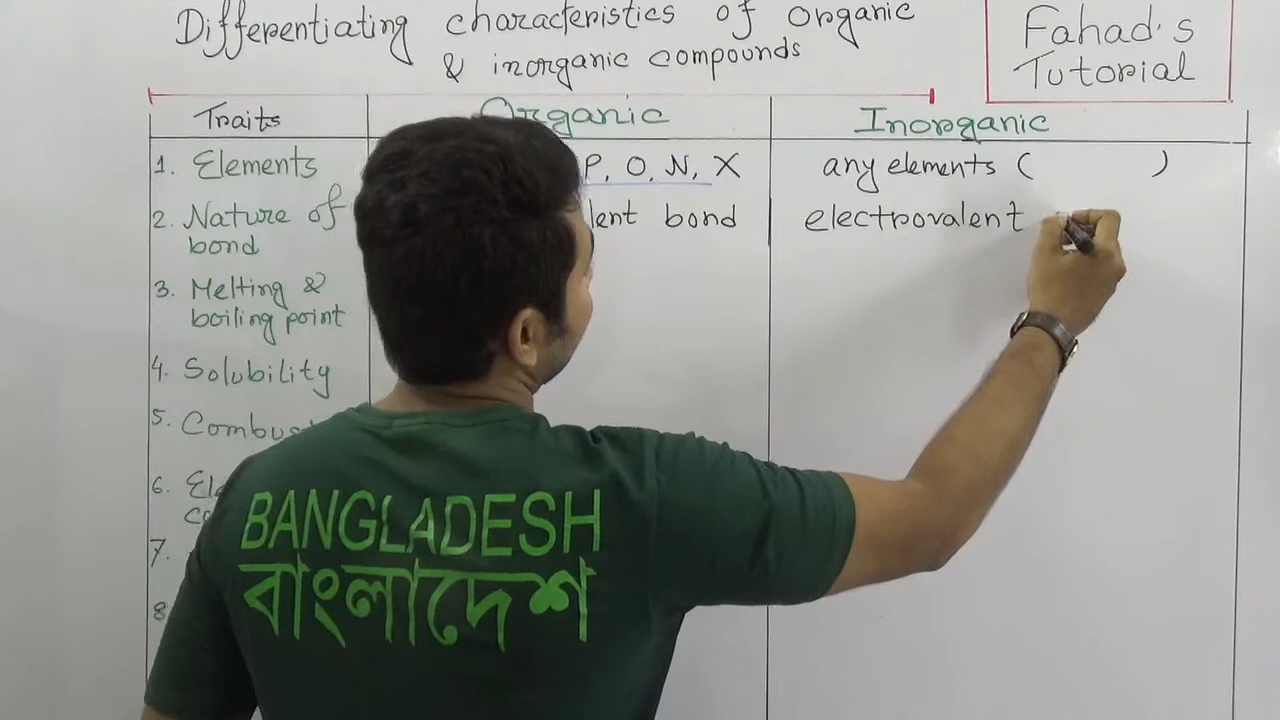 Differentiating characteristics of organic
& inorganic compounds
Fahad's
Tutorial
Traits
Organic
Inorganic
1. Elements
P, O, N, X
any elements ( )
2. Nature of
bond
lent bond
electrovalent
3. Melting &
boiling point
4. Solubility
5. Combus
6. Ele
7.
8
BANGLADESH
বাংলাদেশ